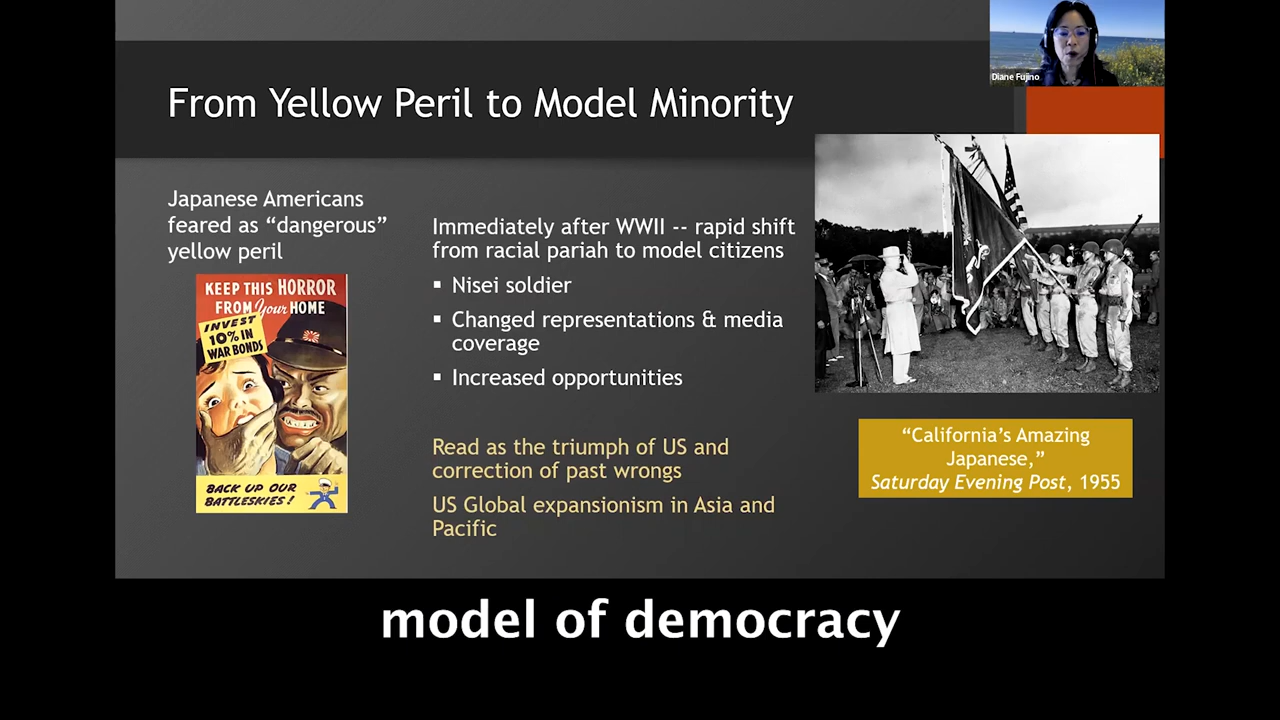 Diane Fujino
From Yellow Peril to Model Minority
Japanese Americans
feared as “dangerous”
yellow peril
KEEP THIS HORROR
FROM Your HOME
INVEST
10% IN
WAR BONDS
BACK UP OUR
BATTLESKIES!
Immediately after WWII -- rapid shift
from racial pariah to model citizens
▪ Nisei soldier
▪ Changed representations & media
coverage
▪ Increased opportunities
Read as the triumph of US and
correction of past wrongs
US Global expansionism in Asia and
Pacific
“California’s Amazing
Japanese,”
Saturday Evening Post, 1955
model of democracy